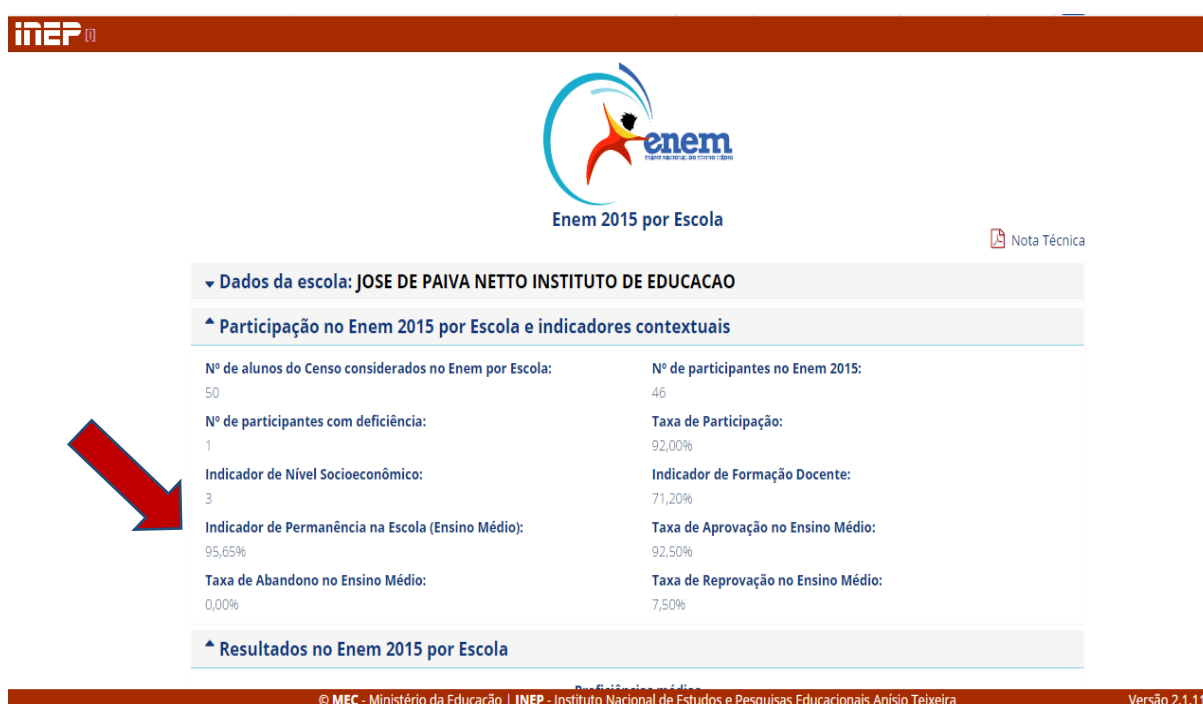 inep [i]
enem
EXAME NACIONAL DO ENSINO MÉDIO
Enem 2015 por Escola
Nota Técnica
Dados da escola: JOSE DE PAIVA NETTO INSTITUTO DE EDUCACAO
Participação no Enem 2015 por Escola e indicadores contextuais
Nº de alunos do Censo considerados no Enem por Escola: Nº de participantes no Enem 2015:
50 46
Nº de participantes com deficiência: Taxa de Participação:
1 92,00%
Indicador de Nível Socioeconômico: Indicador de Formação Docente:
3 71,20%
Indicador de Permanência na Escola (Ensino Médio): Taxa de Aprovação no Ensino Médio:
95,65% 92,50%
Taxa de Abandono no Ensino Médio: Taxa de Reprovação no Ensino Médio:
0,00% 7,50%
Resultados no Enem 2015 por Escola
© MEC - Ministério da Educação | INEP - Instituto Nacional de Estudos e Pesquisas Educacionais Anísio Teixeira Versão 2.1.11